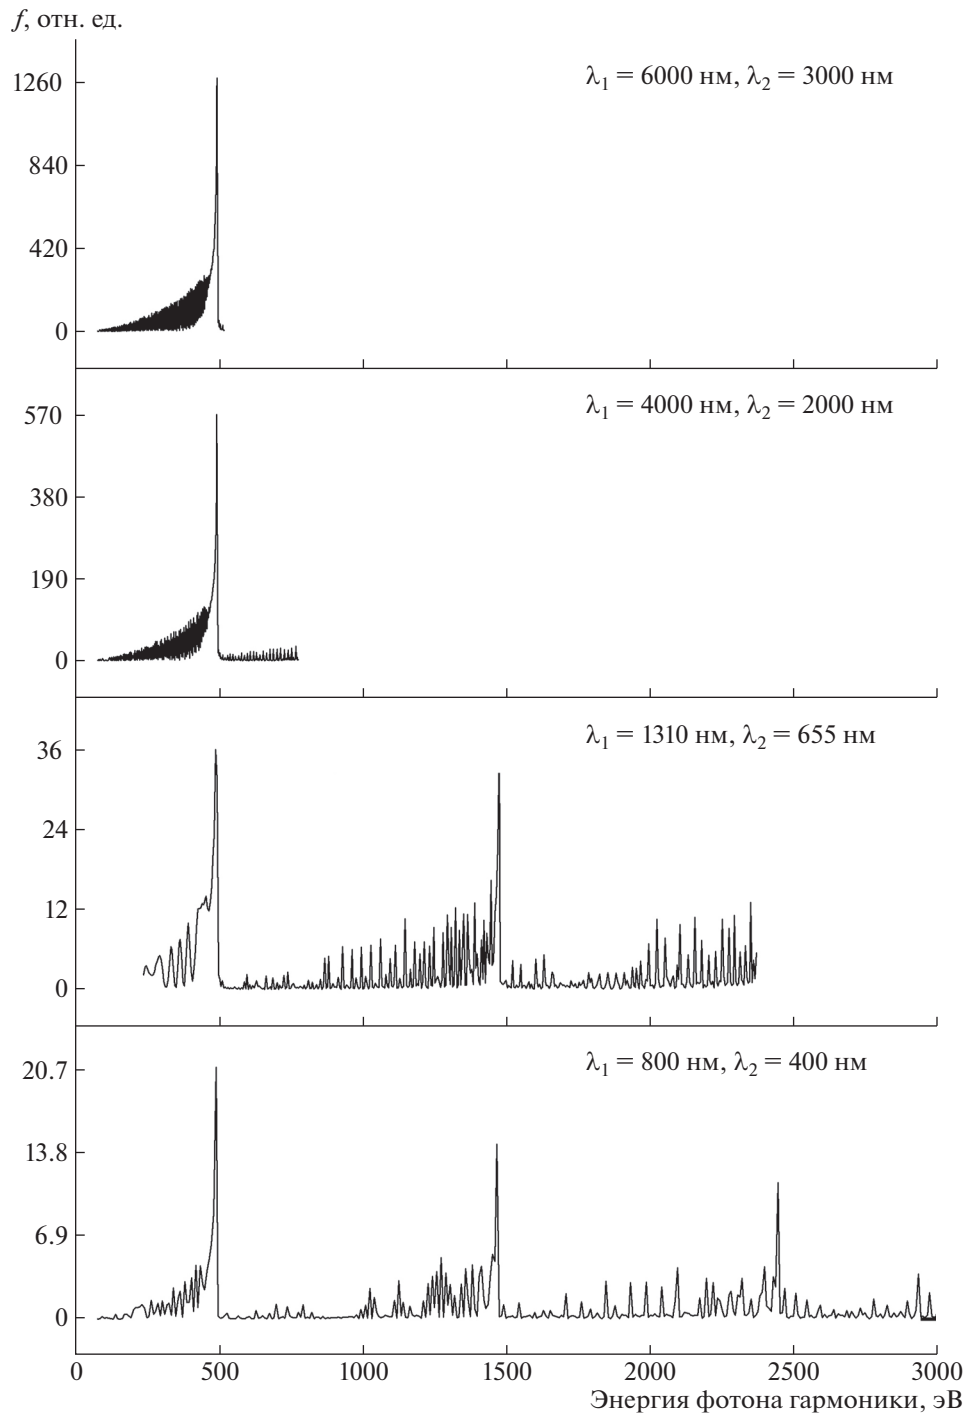 f, отн. ед.
λ₁ = 6000 нм, λ₂ = 3000 нм
1260
840
420
0
λ₁ = 4000 нм, λ₂ = 2000 нм
570
380
190
0
λ₁ = 1310 нм, λ₂ = 655 нм
36
24
12
0
λ₁ = 800 нм, λ₂ = 400 нм
20.7
13.8
6.9
0
0 500 1000 1500 2000 2500 3000
Энергия фотона гармоники, эВ